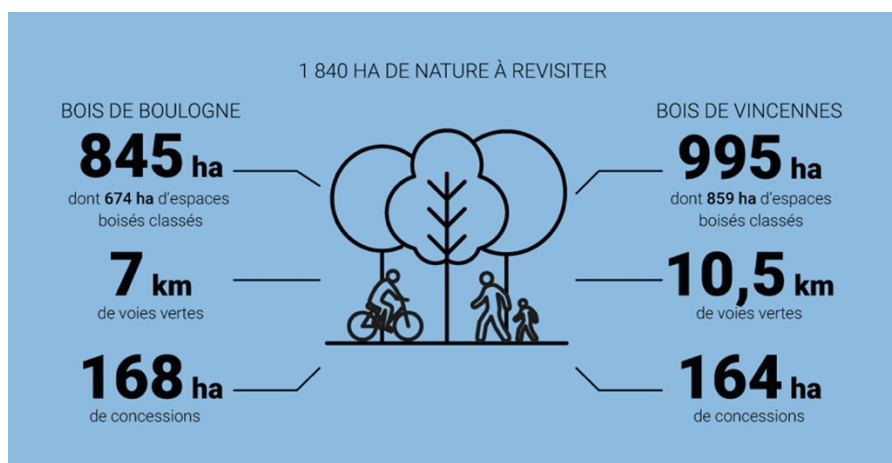 1 840 HA DE NATURE À REVISITER
BOIS DE BOULOGNE
845 ha
dont 674 ha d'espaces
boisés classés
7 km
de voies vertes
168 ha
de concessions
BOIS DE VINCENNES
995 ha
dont 859 ha d'espaces
boisés classés
10,5 km
de voies vertes
164 ha
de concessions